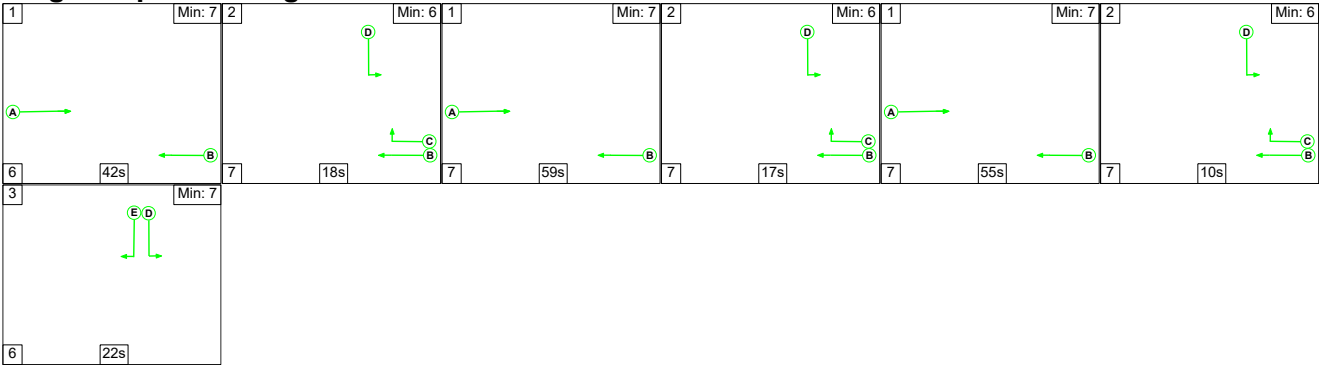 1 Min: 7 2 Min: 6 1 Min: 7 2 Min: 6 1 Min: 7 2 Min: 6
D D D
A A A
C C C
B B B B B B
6 42s 7 18s 7 59s 7 17s 7 55s 7 10s
3 Min: 7
E D
6 22s